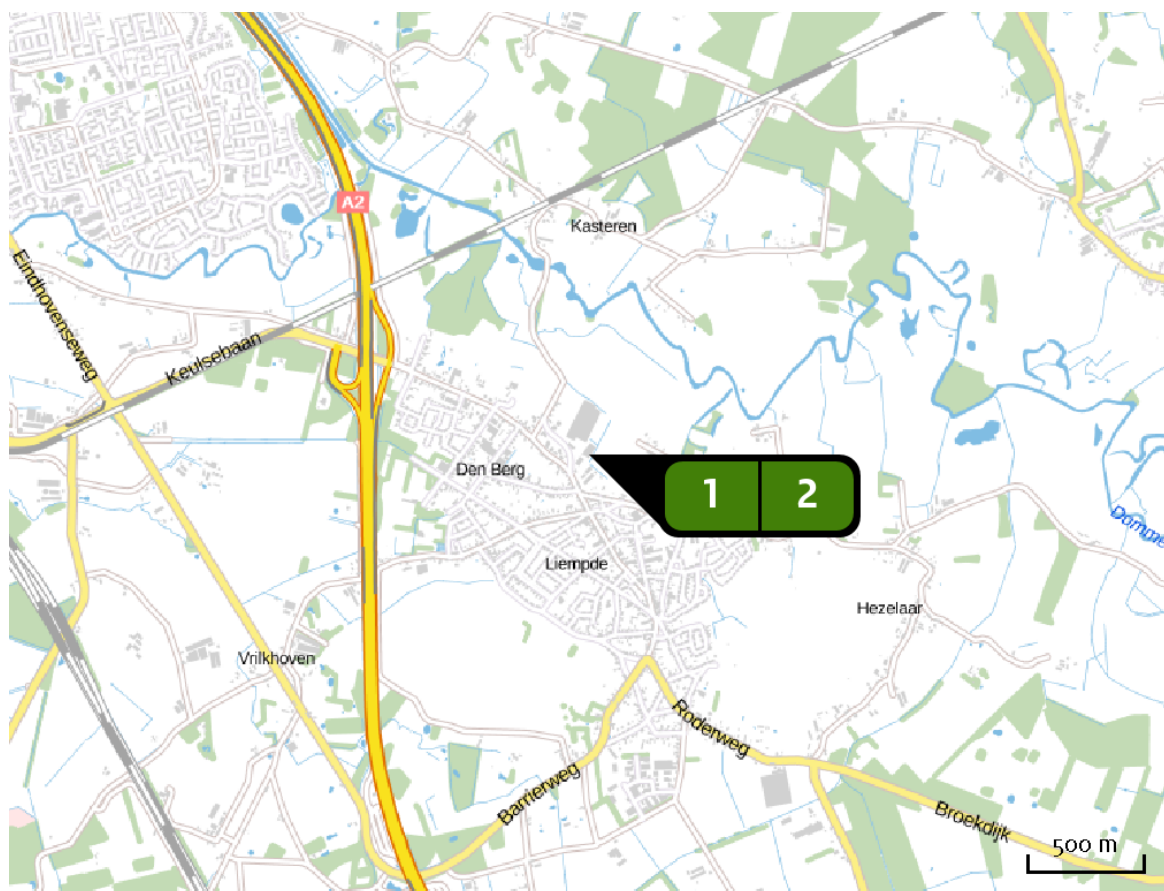 A2
Kasteren
Eindhovenseweg
Keulsebaan
Den Berg
1 2
Liempde
Hezelaar
Vrilkhoven
Roderweg
Barrierweg
Broekdijk
500 m